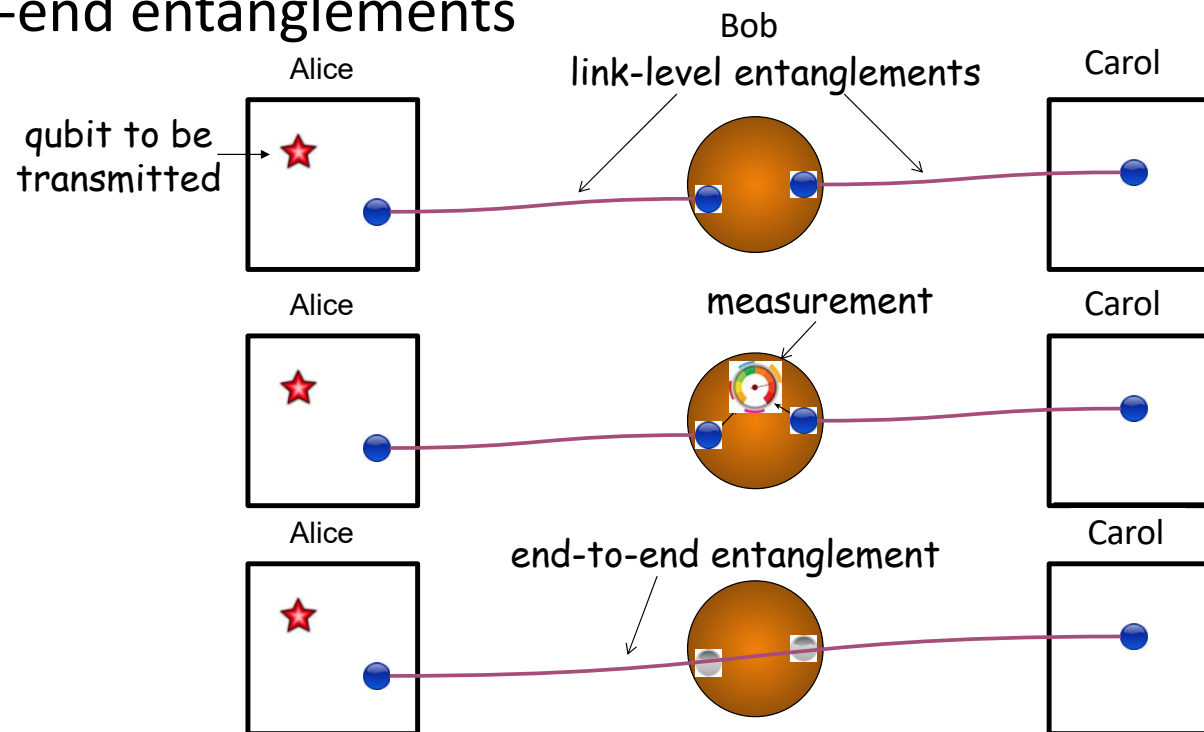 -end entanglements
Bob
Alice
link-level entanglements
Carol
qubit to be
transmitted
Alice
measurement
Carol
Alice
end-to-end entanglement
Carol